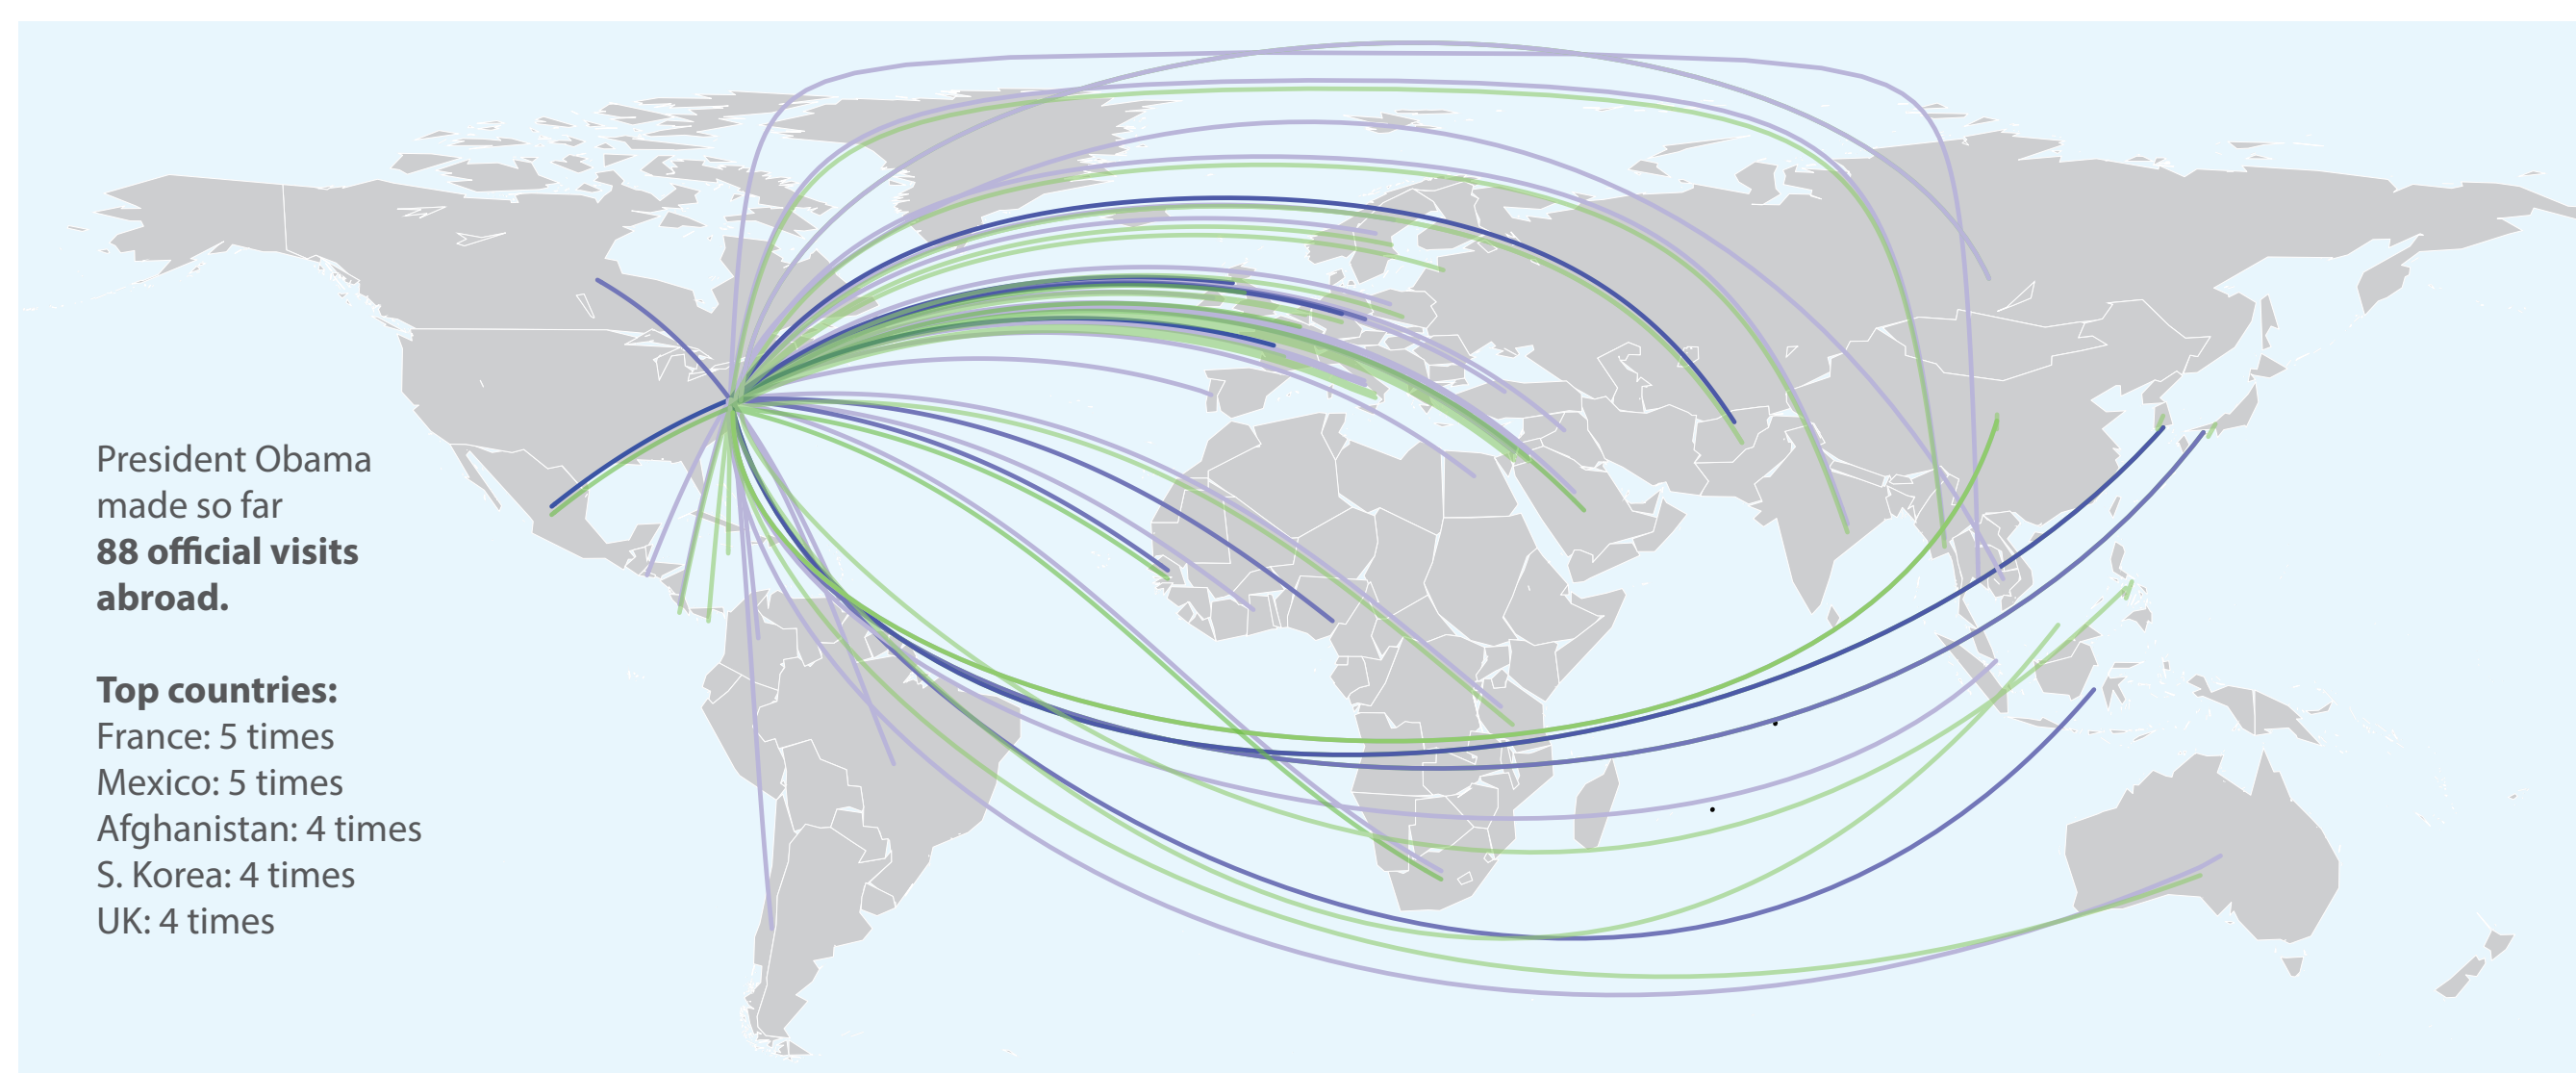 President Obama
made so far
88 official visits
abroad.
Top countries:
France: 5 times
Mexico: 5 times
Afghanistan: 4 times
S. Korea: 4 times
UK: 4 times